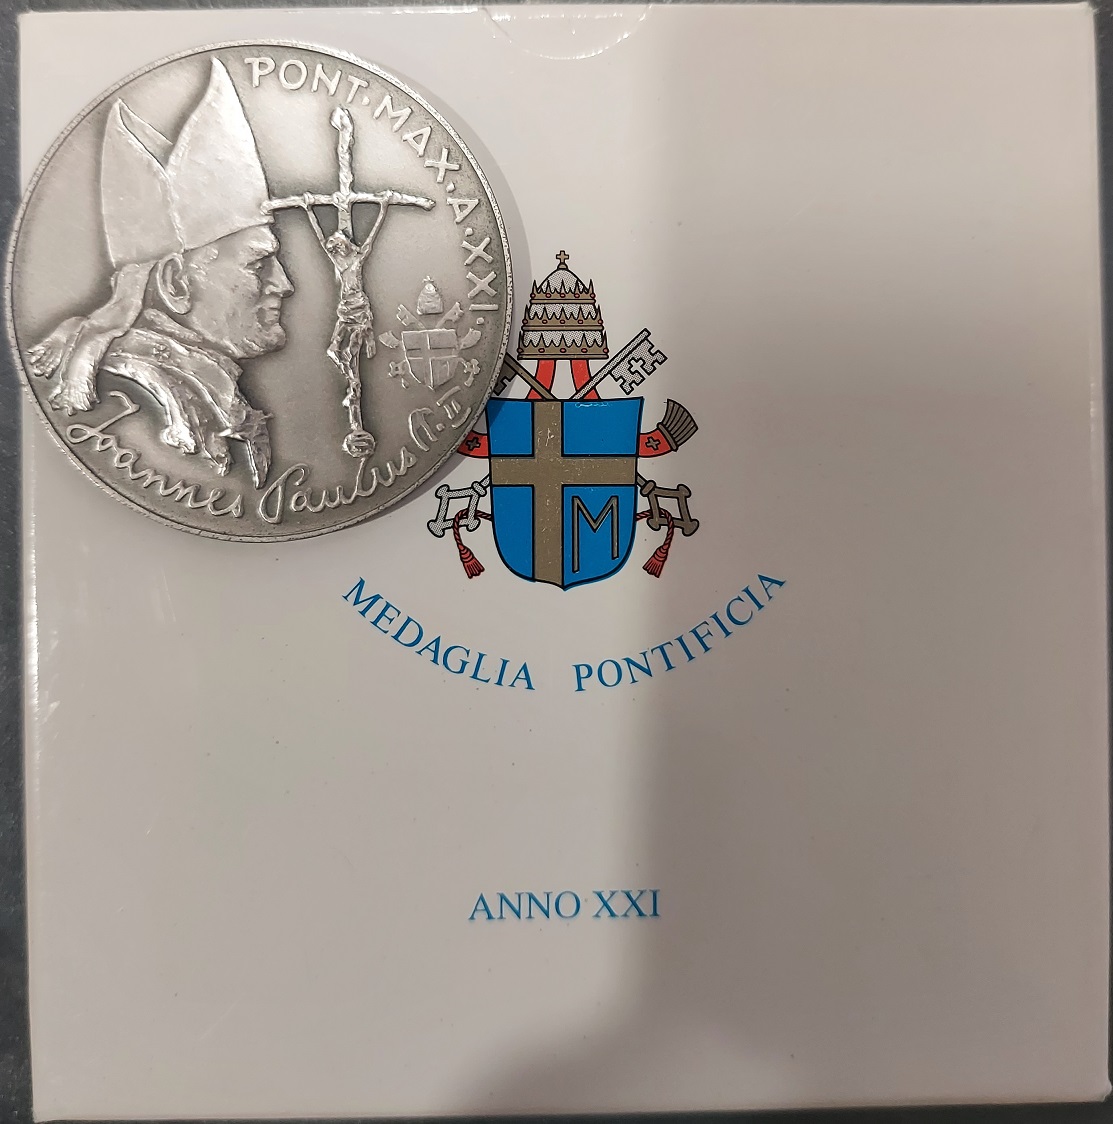 PONT. MAX. A. XXI.
Joannes Paulus P.P. II
M
MEDAGLIA PONTIFICIA
ANNO XXI